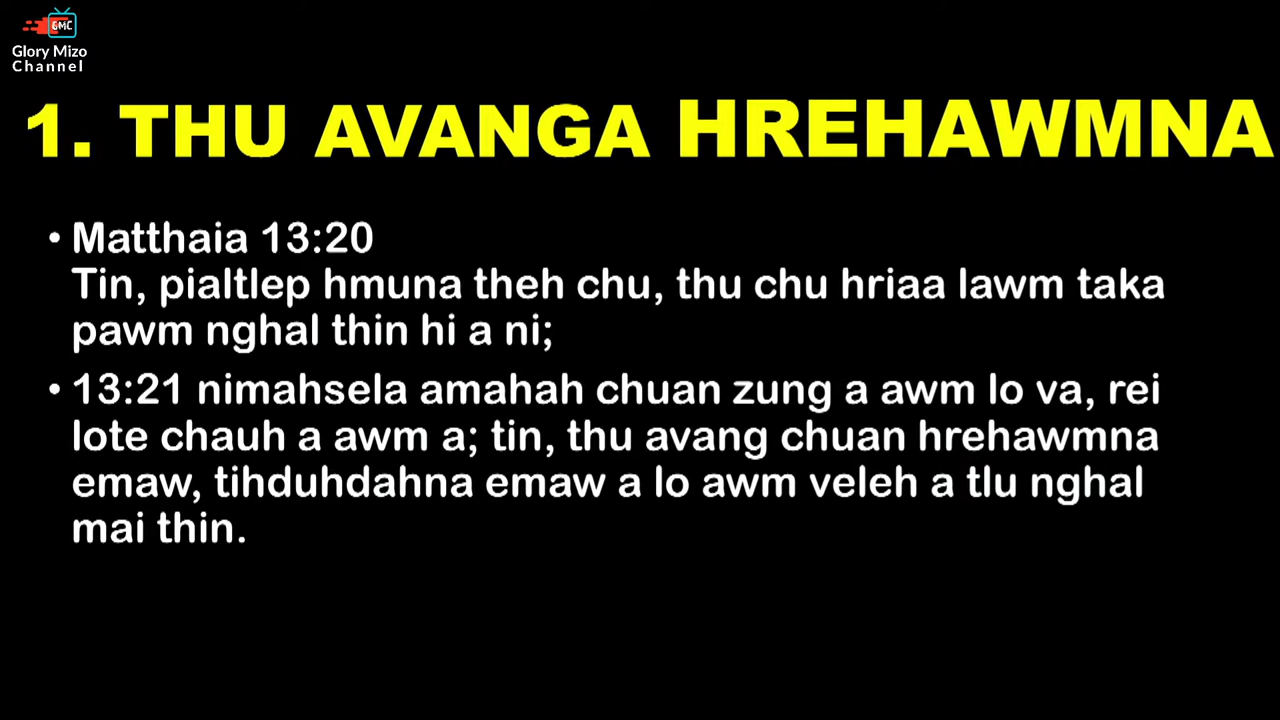 GMC
Glory Mizo
Channel
1. THU AVANGA HREHAWMNA
• Matthaia 13:20
Tin, pialtlep hmuna theh chu, thu chu hriaa lawm taka
pawm nghal thin hi a ni;
• 13:21 nimahsela amahah chuan zung a awm lo va, rei
lote chauh a awm a; tin, thu avang chuan hrehawmna
emaw, tihduhdahna emaw a lo awm veleh a tlu nghal
mai thin.